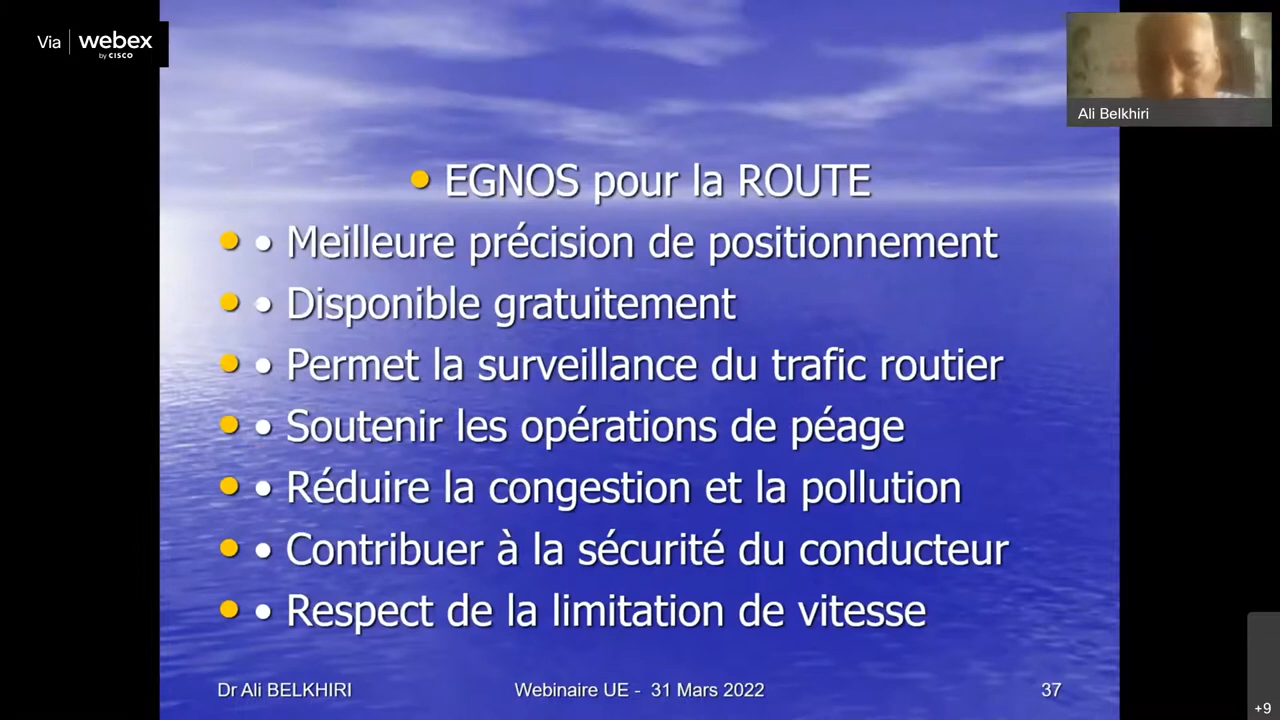 Via webex
by CISCO
Ali Belkhiri
• EGNOS pour la ROUTE
• • Meilleure précision de positionnement
• • Disponible gratuitement
• • Permet la surveillance du trafic routier
• • Soutenir les opérations de péage
• • Réduire la congestion et la pollution
• • Contribuer à la sécurité du conducteur
• • Respect de la limitation de vitesse
Dr Ali BELKHIRI Webinaire UE - 31 Mars 2022 37
+9